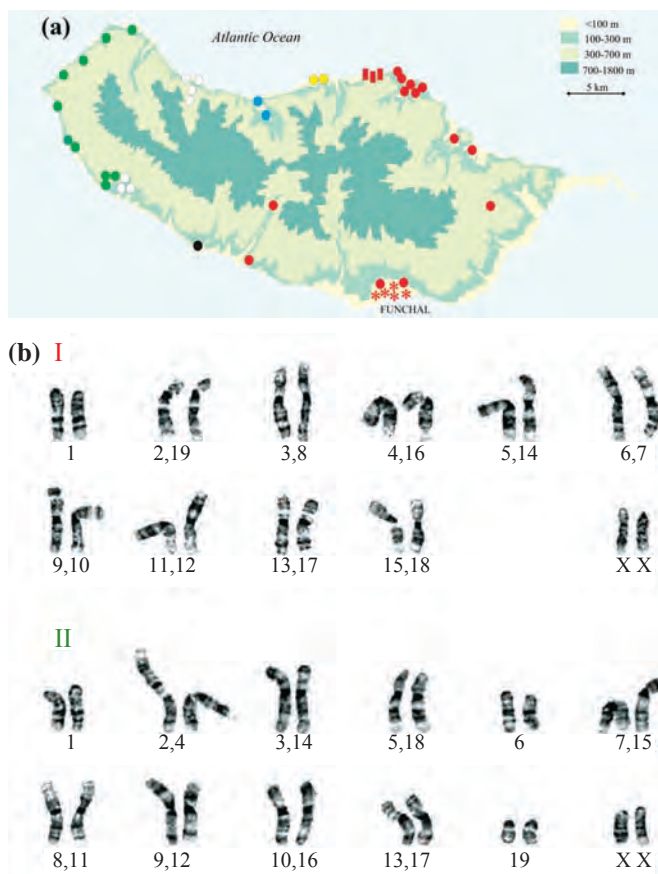 (a)
Atlantic Ocean
<100 m
100-300 m
300-700 m
700-1800 m
5 km
FUNCHAL
(b) I
1 2,19 3,8 4,16 5,14 6,7
9,10 11,12 13,17 15,18 X X
II
1 2,4 3,14 5,18 6 7,15
8,11 9,12 10,16 13,17 19 X X